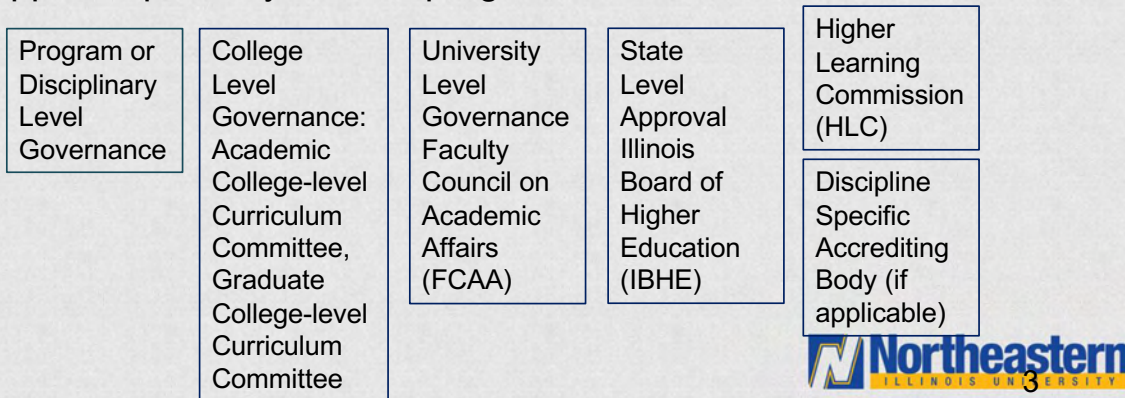 Program or
Disciplinary
Level
Governance
College
Level
Governance:
Academic
College-level
Curriculum
Committee,
Graduate
College-level
Curriculum
Committee
University
Level
Governance
Faculty
Council on
Academic
Affairs
(FCAA)
State
Level
Approval
Illinois
Board of
Higher
Education
(IBHE)
Higher
Learning
Commission
(HLC)
Discipline
Specific
Accrediting
Body (if
applicable)
Northeastern
ILLINOIS UNIVERSITY
3